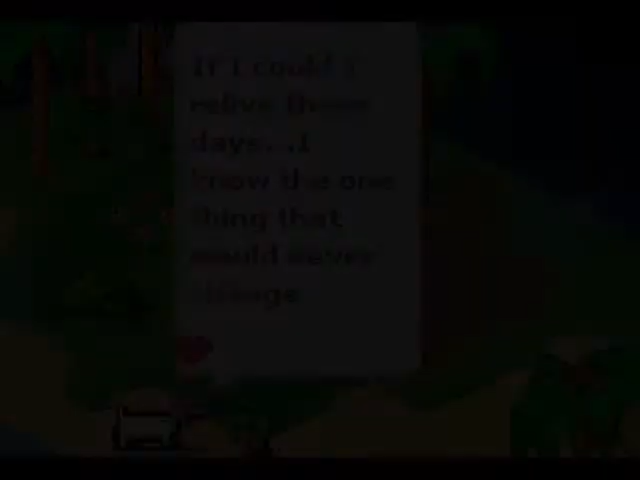 If I could I
relive those
days...I
know the one
thing that
would never
change